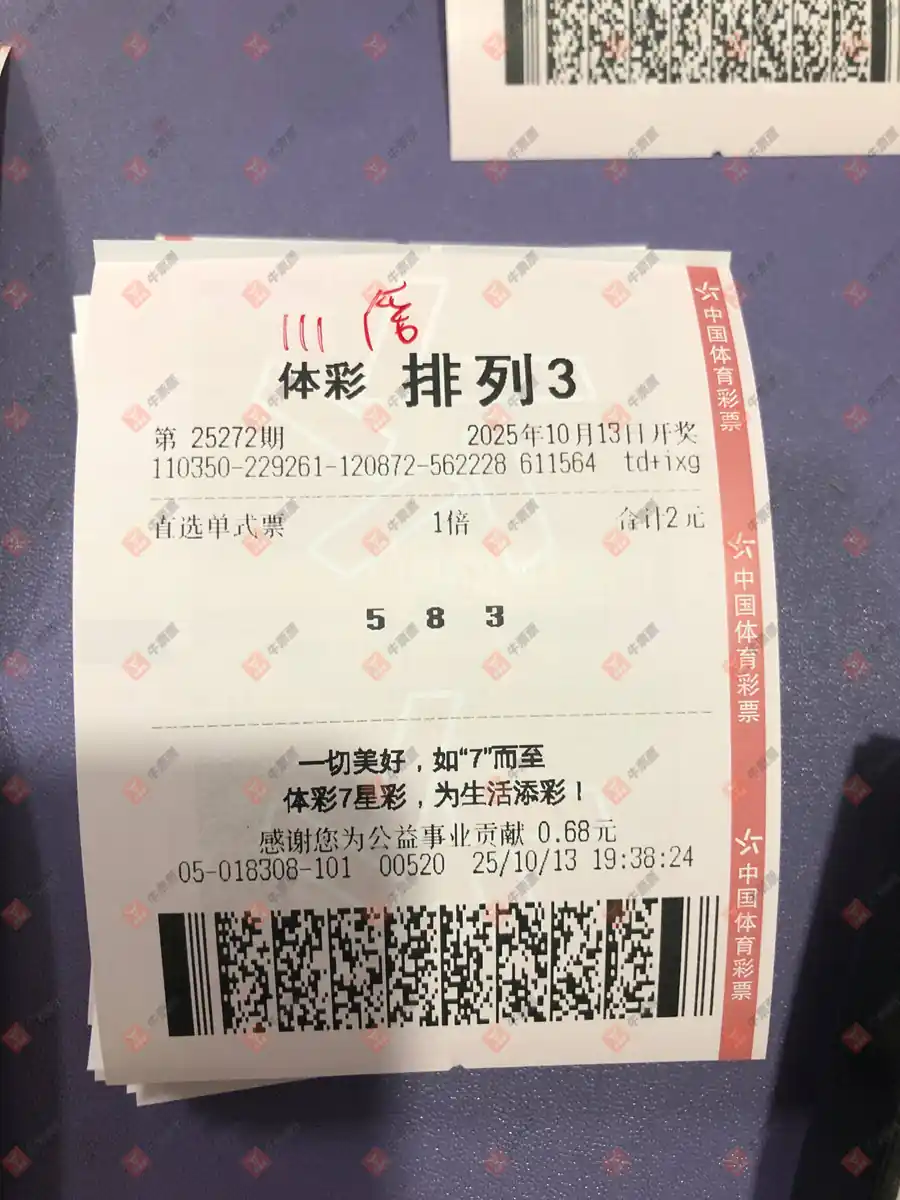 111
体彩 排列3
第 25272期 2025年10月13日开奖
110350-229261-120872-562228 611564 td+ixg
直选单式票 1倍 合计2元
5 8 3
一切美好，如“7”而至
体彩7星彩，为生活添彩！
感谢您为公益事业贡献 0.68元
05-018308-101 00520 25/10/13 19:38:24
中国体育彩票
中国体育彩票
中国体育彩票
牛票票